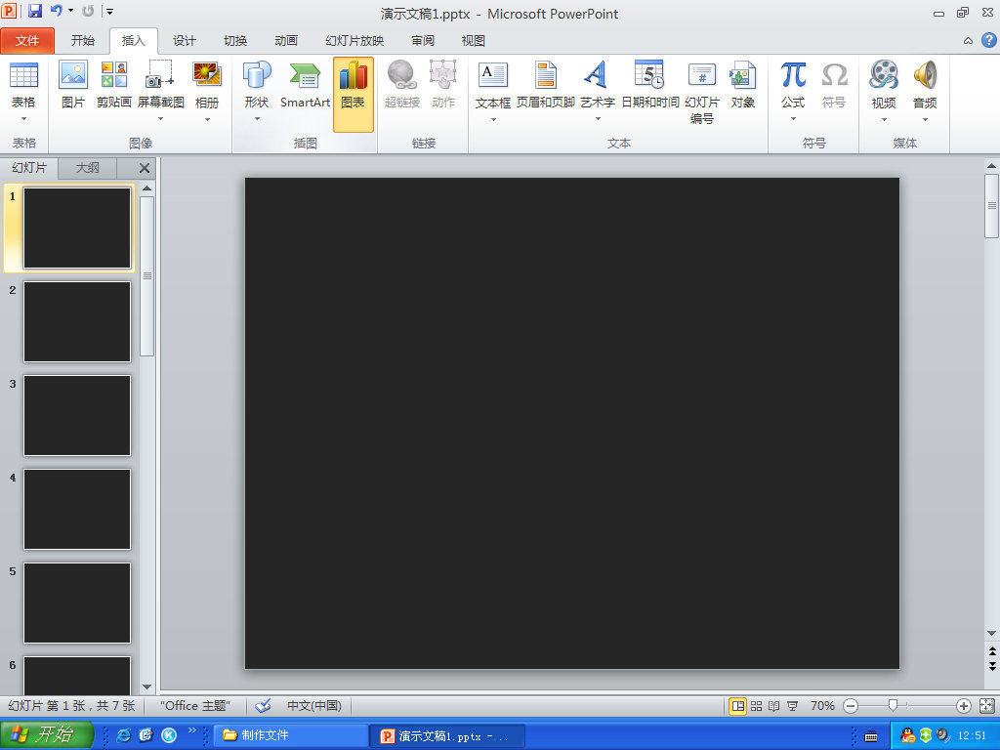 演示文稿1.pptx - Microsoft PowerPoint
文件 开始 插入 设计 切换 动画 幻灯片放映 审阅 视图
表格 图片 剪贴画 屏幕截图 相册 形状 SmartArt 图表 超链接 动作 文本框 页眉和页脚 艺术字 日期和时间 幻灯片编号 对象 公式 符号 视频 音频
表格 图像 插图 链接 文本 符号 媒体
幻灯片 大纲
1
2
3
4
5
6
幻灯片 第 1 张，共 7 张 "Office 主题" 中文(中国) 70%
开始 制作文件 演示文稿1.pptx -... 12:51